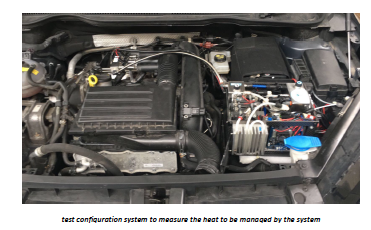 test configuration system to measure the heat to be managed by the system